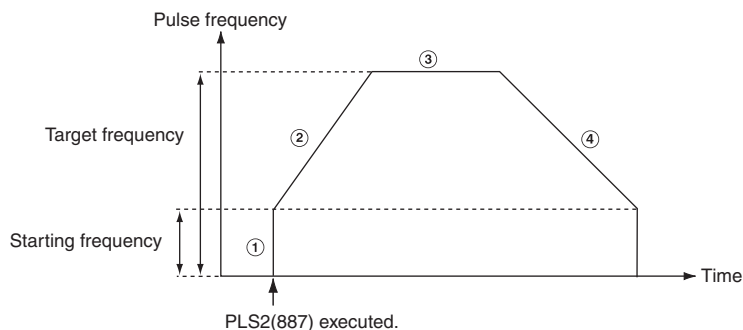 Pulse frequency
③
Target frequency
②
④
Starting frequency
①
Time
PLS2(887) executed.